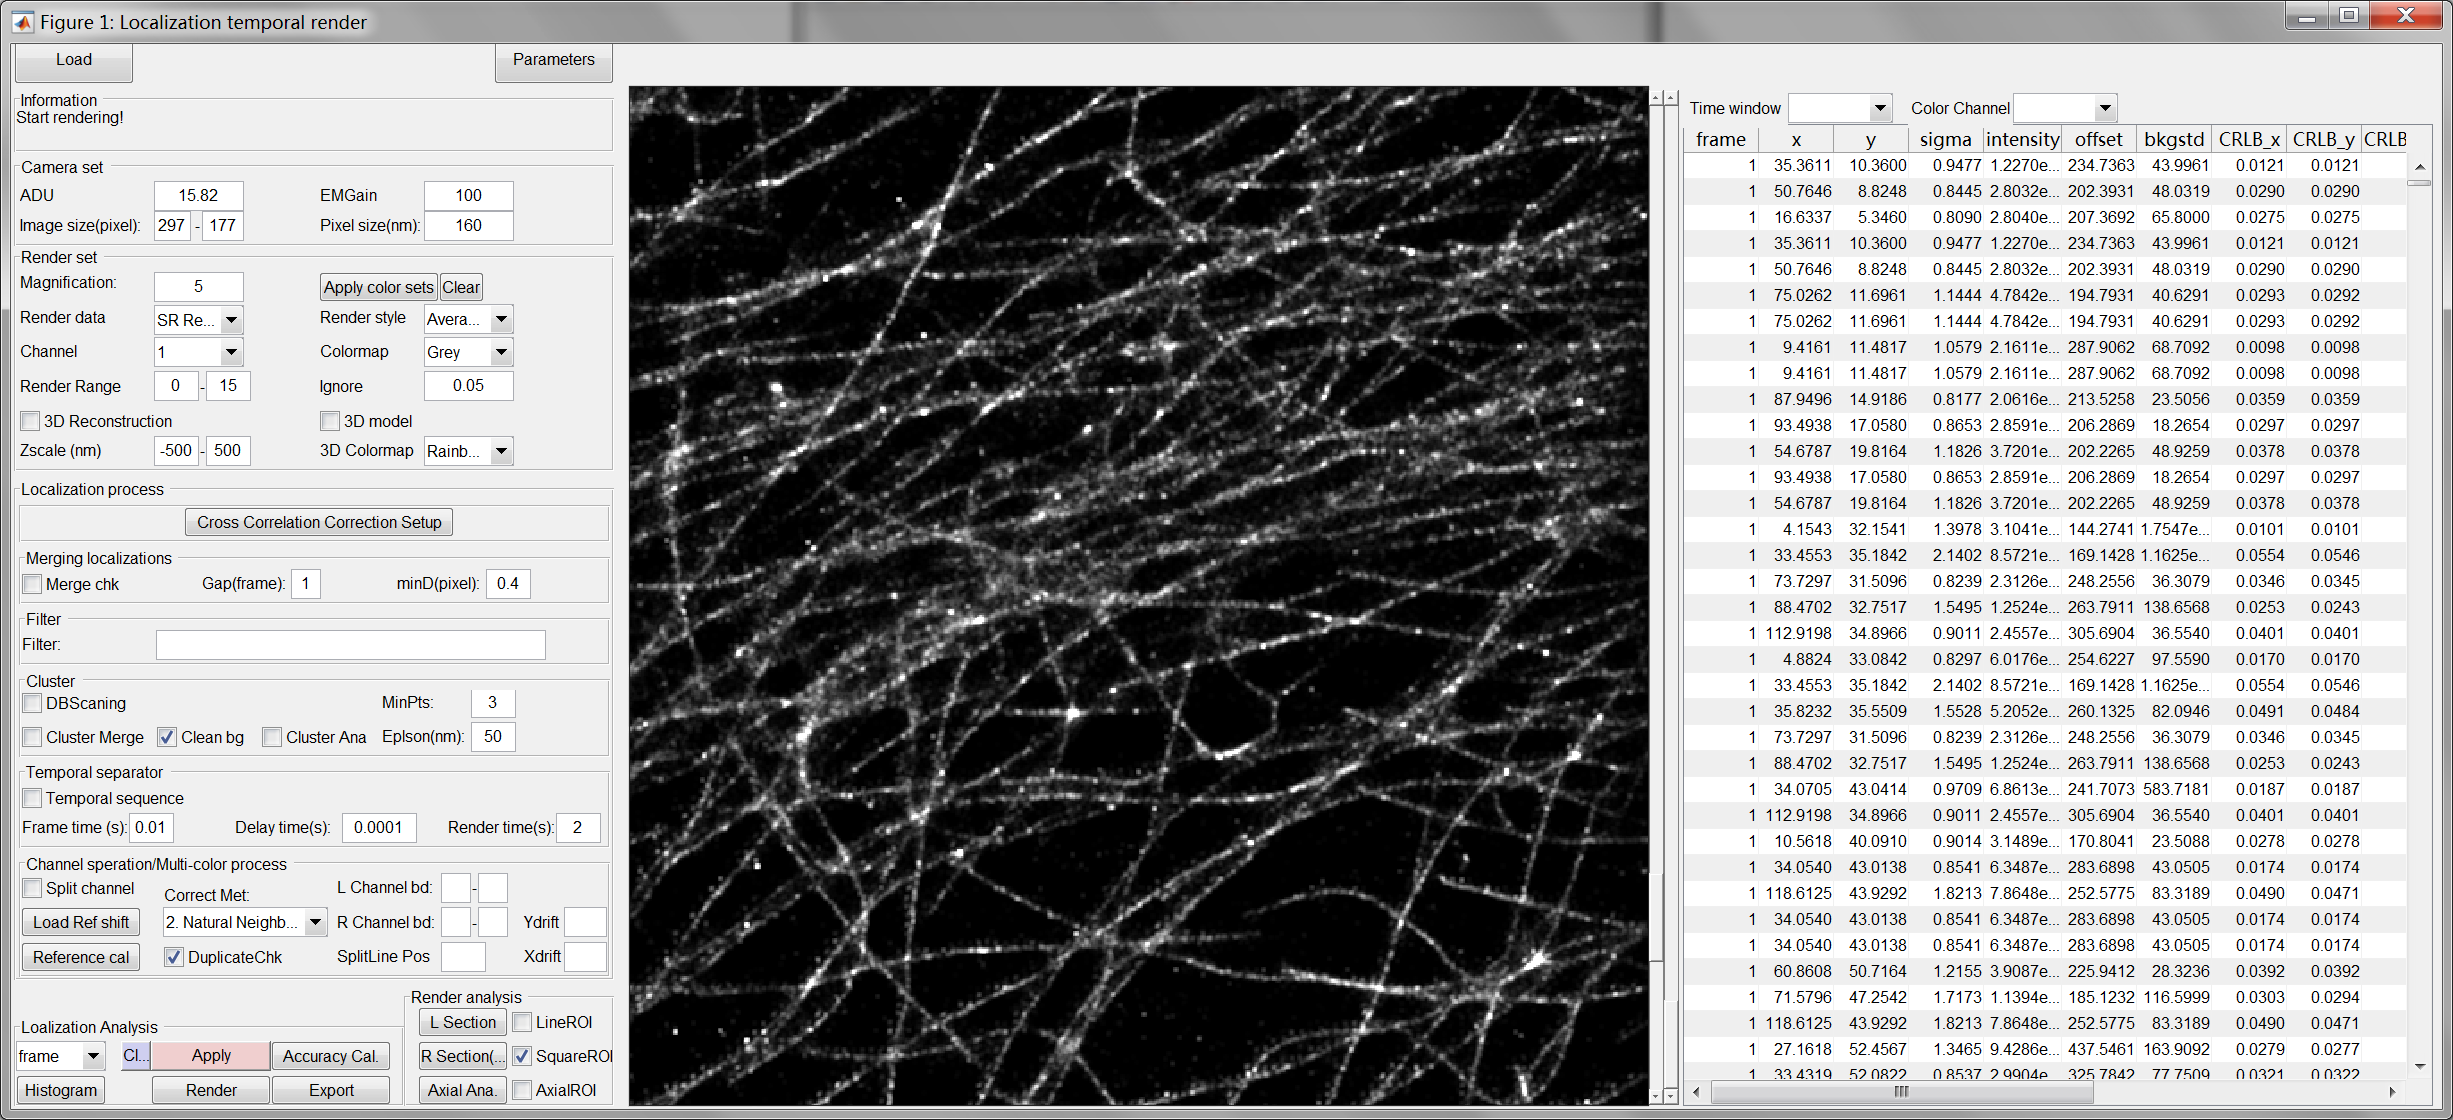 Figure 1: Localization temporal render
Load
Parameters
Information
Start rendering!
Camera set
ADU 15.82 EMGain 100
Image size(pixel): 297 - 177 Pixel size(nm): 160
Render set
Magnification: 5 Apply color sets Clear
Render data SR Re... Render style Avera...
Channel 1 Colormap Grey
Render Range 0 - 15 Ignore 0.05
3D Reconstruction 3D model
Zscale (nm) -500 - 500 3D Colormap Rainb...
Localization process
Cross Correlation Correction Setup
Merging localizations
Merge chk Gap(frame): 1 minD(pixel): 0.4
Filter
Filter:
Cluster
DBScaning MinPts: 3
Cluster Merge Clean bg Cluster Ana Eplson(nm): 50
Temporal separator
Temporal sequence
Frame time (s): 0.01 Delay time(s): 0.0001 Render time(s): 2
Channel speration/Multi-color process
Split channel Correct Met: L Channel bd: -
Load Ref shift 2. Natural Neighb... R Channel bd: - Ydrift
Reference cal DuplicateChk SplitLine Pos Xdrift
Render analysis
L Section LineROI
Loalization Analysis
frame Cl... Apply Accuracy Cal. R Section(... SquareROI
Histogram Render Export Axial Ana. AxialROI
Time window Color Channel
frame x y sigma intensity offset bkgstd CRLB_x CRLB_y CRLB
1 35.3611 10.3600 0.9477 1.2270e... 234.7363 43.9961 0.0121 0.0121
1 50.7646 8.8248 0.8445 2.8032e... 202.3931 48.0319 0.0290 0.0290
1 16.6337 5.3460 0.8090 2.8040e... 207.3692 65.8000 0.0275 0.0275
1 35.3611 10.3600 0.9477 1.2270e... 234.7363 43.9961 0.0121 0.0121
1 50.7646 8.8248 0.8445 2.8032e... 202.3931 48.0319 0.0290 0.0290
1 75.0262 11.6961 1.1444 4.7842e... 194.7931 40.6291 0.0293 0.0292
1 75.0262 11.6961 1.1444 4.7842e... 194.7931 40.6291 0.0293 0.0292
1 9.4161 11.4817 1.0579 2.1611e... 287.9062 68.7092 0.0098 0.0098
1 9.4161 11.4817 1.0579 2.1611e... 287.9062 68.7092 0.0098 0.0098
1 87.9496 14.9186 0.8177 2.0616e... 213.5258 23.5056 0.0359 0.0359
1 93.4938 17.0580 0.8653 2.8591e... 206.2869 18.2654 0.0297 0.0297
1 54.6787 19.8164 1.1826 3.7201e... 202.2265 48.9259 0.0378 0.0378
1 93.4938 17.0580 0.8653 2.8591e... 206.2869 18.2654 0.0297 0.0297
1 54.6787 19.8164 1.1826 3.7201e... 202.2265 48.9259 0.0378 0.0378
1 4.1543 32.1541 1.3978 3.1041e... 144.2741 1.7547e... 0.0101 0.0101
1 33.4553 35.1842 2.1402 8.5721e... 169.1428 1.1625e... 0.0554 0.0546
1 73.7297 31.5096 0.8239 2.3126e... 248.2556 36.3079 0.0346 0.0345
1 88.4702 32.7517 1.5495 1.2524e... 263.7911 138.6568 0.0253 0.0243
1 112.9198 34.8966 0.9011 2.4557e... 305.6904 36.5540 0.0401 0.0401
1 4.8824 33.0842 0.8297 6.0176e... 254.6227 97.5590 0.0170 0.0170
1 33.4553 35.1842 2.1402 8.5721e... 169.1428 1.1625e... 0.0554 0.0546
1 35.8232 35.5509 1.5528 5.2052e... 260.1325 82.0946 0.0491 0.0484
1 73.7297 31.5096 0.8239 2.3126e... 248.2556 36.3079 0.0346 0.0345
1 88.4702 32.7517 1.5495 1.2524e... 263.7911 138.6568 0.0253 0.0243
1 34.0705 43.0414 0.9709 6.8613e... 241.7073 583.7181 0.0187 0.0187
1 112.9198 34.8966 0.9011 2.4557e... 305.6904 36.5540 0.0401 0.0401
1 10.5618 40.0910 0.9014 3.1489e... 170.8041 23.5088 0.0278 0.0278
1 34.0540 43.0138 0.8541 6.3487e... 283.6898 43.0505 0.0174 0.0174
1 118.6125 43.9292 1.8213 7.8648e... 252.5775 83.3189 0.0490 0.0471
1 34.0540 43.0138 0.8541 6.3487e... 283.6898 43.0505 0.0174 0.0174
1 34.0540 43.0138 0.8541 6.3487e... 283.6898 43.0505 0.0174 0.0174
1 60.8608 50.7164 1.2155 3.9087e... 225.9412 28.3236 0.0392 0.0392
1 71.5796 47.2542 1.7173 1.1394e... 185.1232 116.5999 0.0303 0.0294
1 118.6125 43.9292 1.8213 7.8648e... 252.5775 83.3189 0.0490 0.0471
1 27.1618 52.4567 1.3465 9.4286e... 437.5461 163.9092 0.0279 0.0277
1 33.4319 52.0822 0.8537 2.9904e... 325.7842 77.7509 0.0321 0.0322